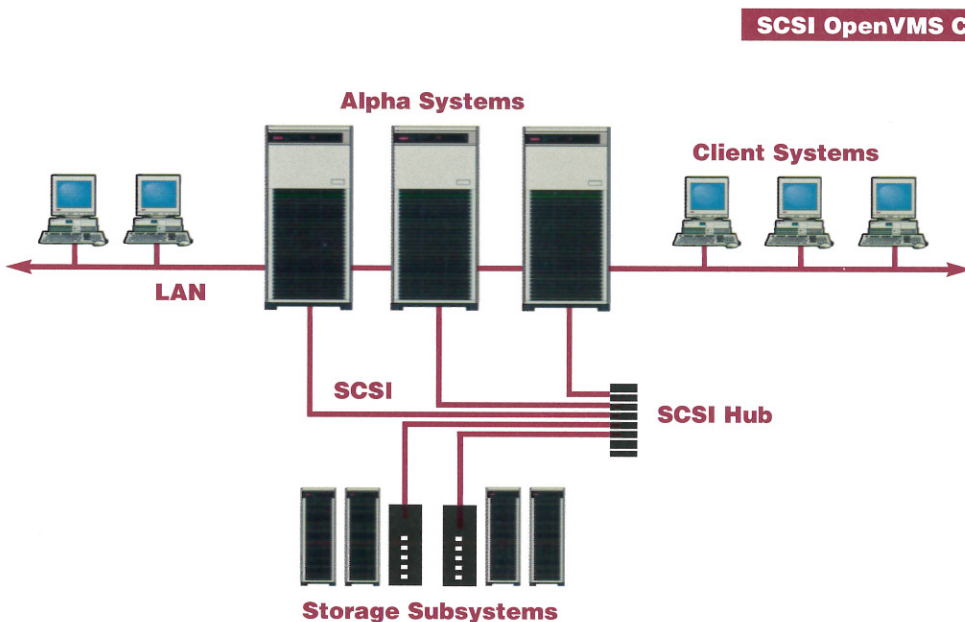 SCSI OpenVMS C
Alpha Systems
Client Systems
LAN
SCSI
SCSI Hub
Storage Subsystems